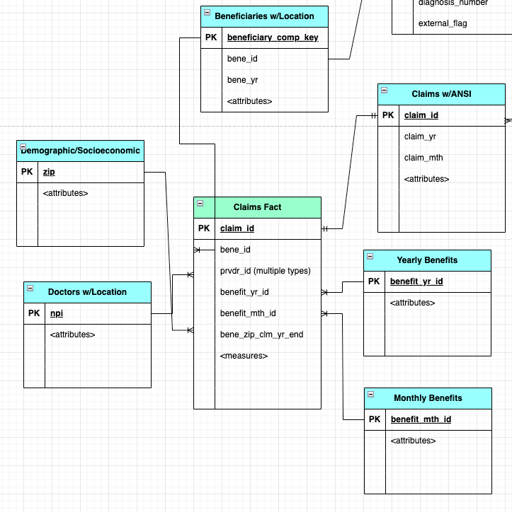 diagnosis_number
external_flag
Beneficiaries w/Location
PK beneficiary_comp_key
bene_id
bene_yr
<attributes>
Claims w/ANSI
PK claim_id
claim_yr
claim_mth
<attributes>
Demographic/Socioeconomic
PK zip
<attributes>
Claims Fact
PK claim_id
bene_id
prvdr_id (multiple types)
benefit_yr_id
benefit_mth_id
bene_zip_clm_yr_end
<measures>
Doctors w/Location
PK npi
<attributes>
Yearly Benefits
PK benefit_yr_id
<attributes>
Monthly Benefits
PK benefit_mth_id
<attributes>